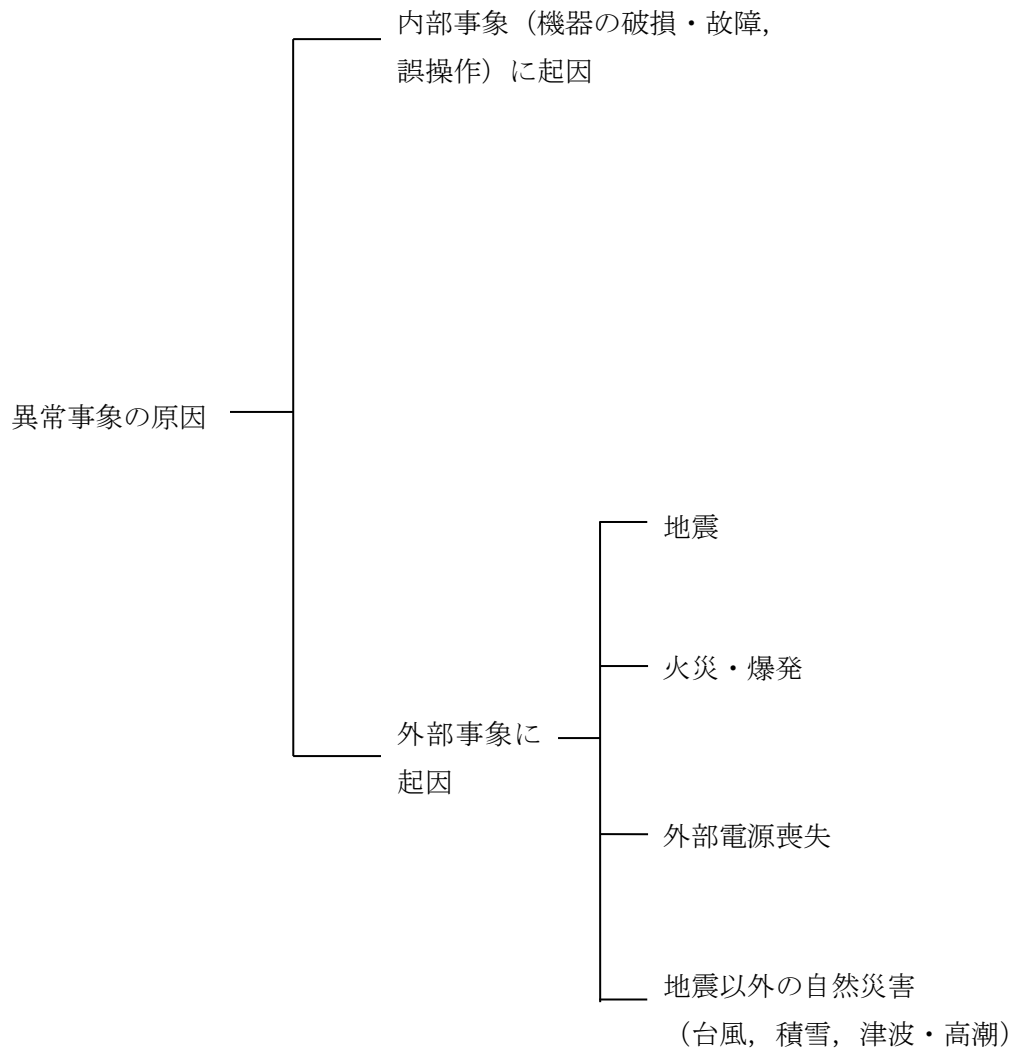 内部事象（機器の破損・故障，
誤操作）に起因
異常事象の原因
地震
火災・爆発
外部事象に
起因
外部電源喪失
地震以外の自然災害
（台風，積雪，津波・高潮）